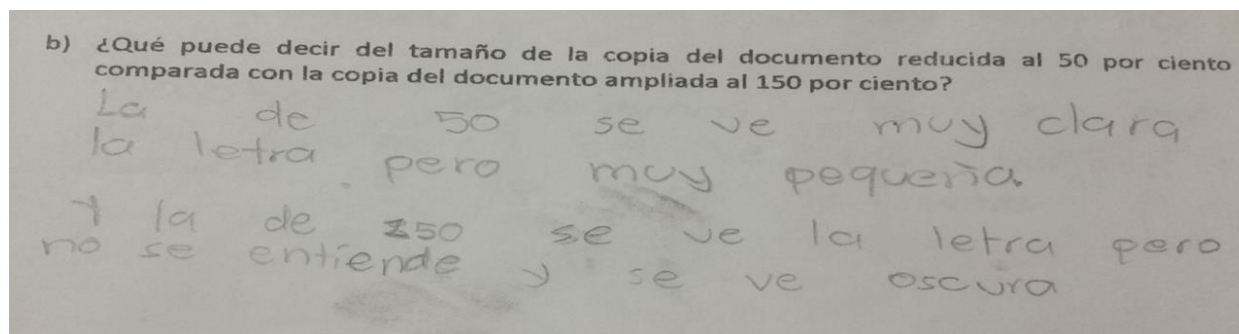 b) ¿Qué puede decir del tamaño de la copia del documento reducida al 50 por ciento
comparada con la copia del documento ampliada al 150 por ciento?
La de 50 se ve muy clara
la letra pero muy pequeña.
Y la de 150 se ve la letra pero
no se entiende y se ve oscura